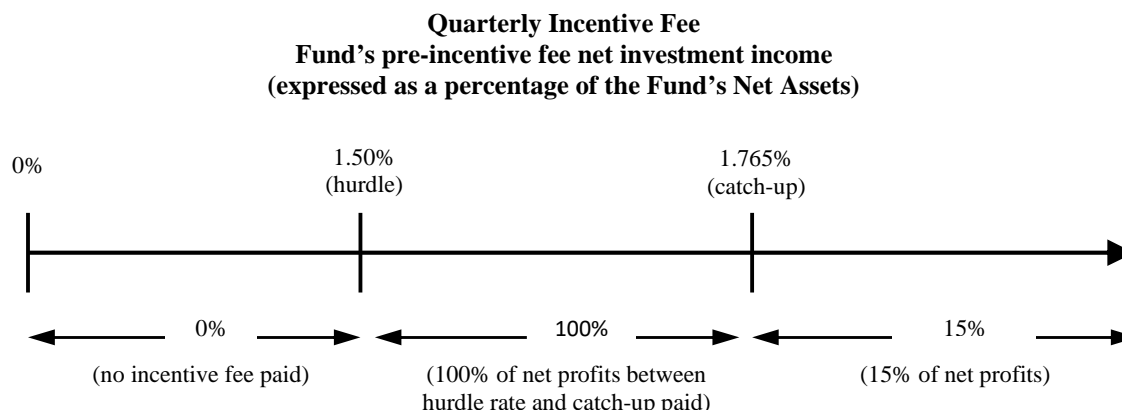 Quarterly Incentive Fee
Fund's pre-incentive fee net investment income
(expressed as a percentage of the Fund's Net Assets)
0%
1.50%
(hurdle)
1.765%
(catch-up)
0%
100%
15%
(no incentive fee paid)
(100% of net profits between
hurdle rate and catch-up paid)
(15% of net profits)